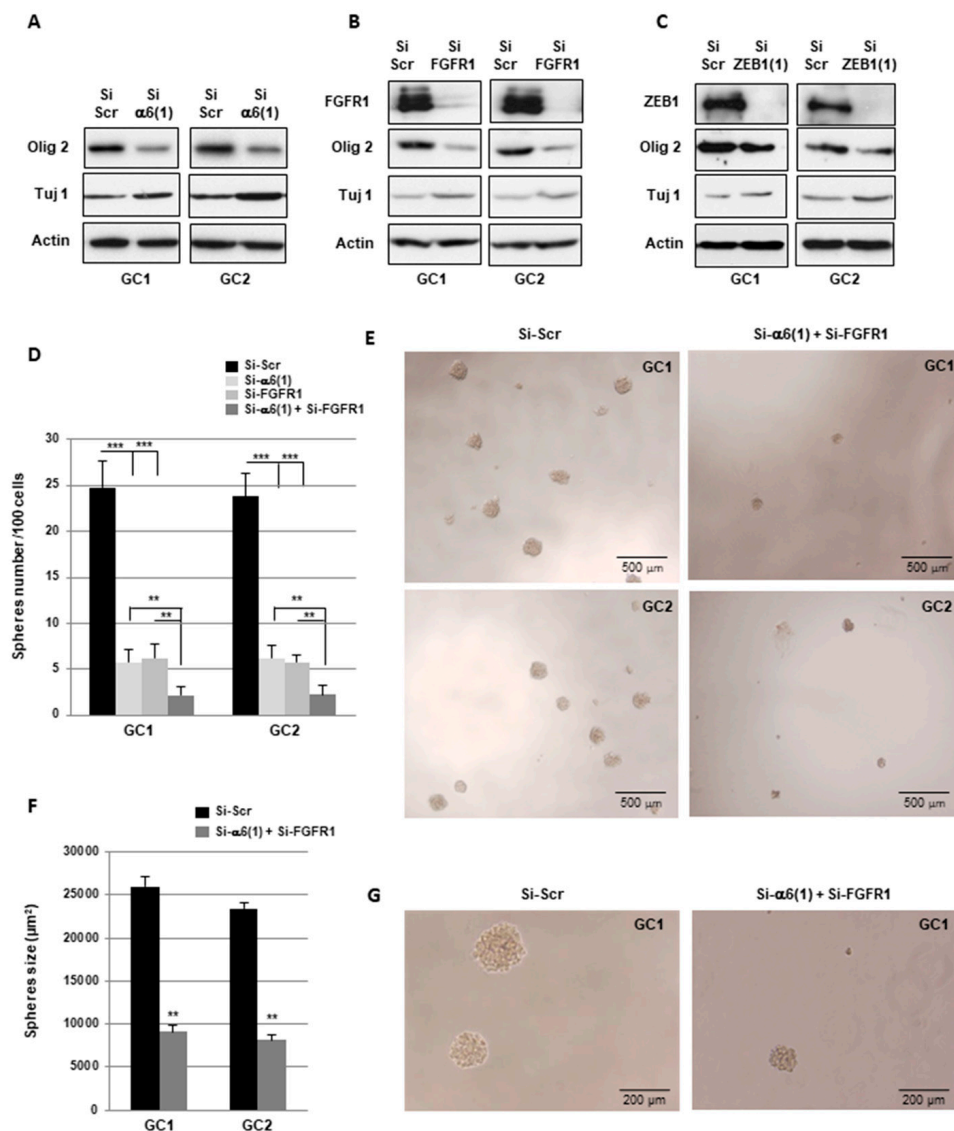 A
Si Si
Scr α6(1)
Si Si
Scr α6(1)
Olig 2
Tuj 1
Actin
GC1 GC2
B
Si Si
Scr FGFR1
Si Si
Scr FGFR1
FGFR1
Olig 2
Tuj 1
Actin
GC1 GC2
C
Si Si
Scr ZEB1(1)
Si Si
Scr ZEB1(1)
ZEB1
Olig 2
Tuj 1
Actin
GC1 GC2
D
Si-Scr
Si-α6(1)
Si-FGFR1
Si-α6(1) + Si-FGFR1
Spheres number/100 cells
30
25
20
15
10
5
0
*** ***
** **
*** ***
** **
GC1 GC2
E
Si-Scr Si-α6(1) + Si-FGFR1
GC1 GC1
500 μm 500 μm
GC2 GC2
500 μm 500 μm
F
Si-Scr
Si-α6(1) + Si-FGFR1
Spheres size (μm²)
30000
25000
20000
15000
10000
5000
0
** **
GC1 GC2
G
Si-Scr Si-α6(1) + Si-FGFR1
GC1 GC1
200 μm 200 μm